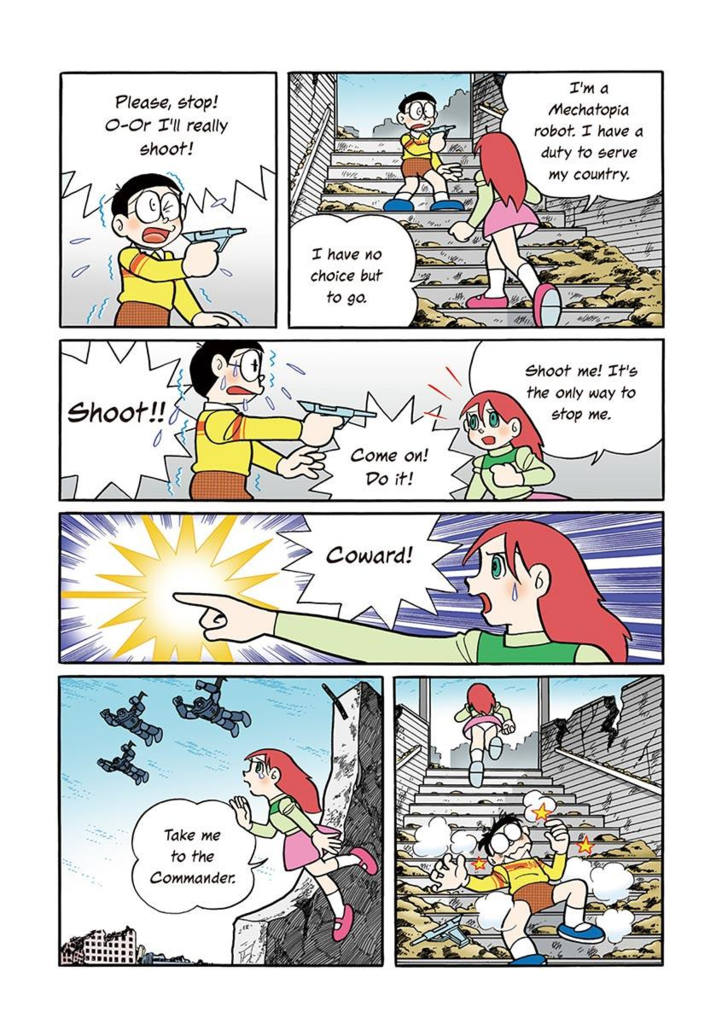 Please, stop!
O-Or I'll really
shoot!
I'm a
Mechatopia
robot. I have a
duty to serve
my country.
I have no
choice but
to go.
Shoot!!
Come on!
Do it!
Shoot me! It's
the only way to
stop me.
Coward!
Take me
to the
Commander.